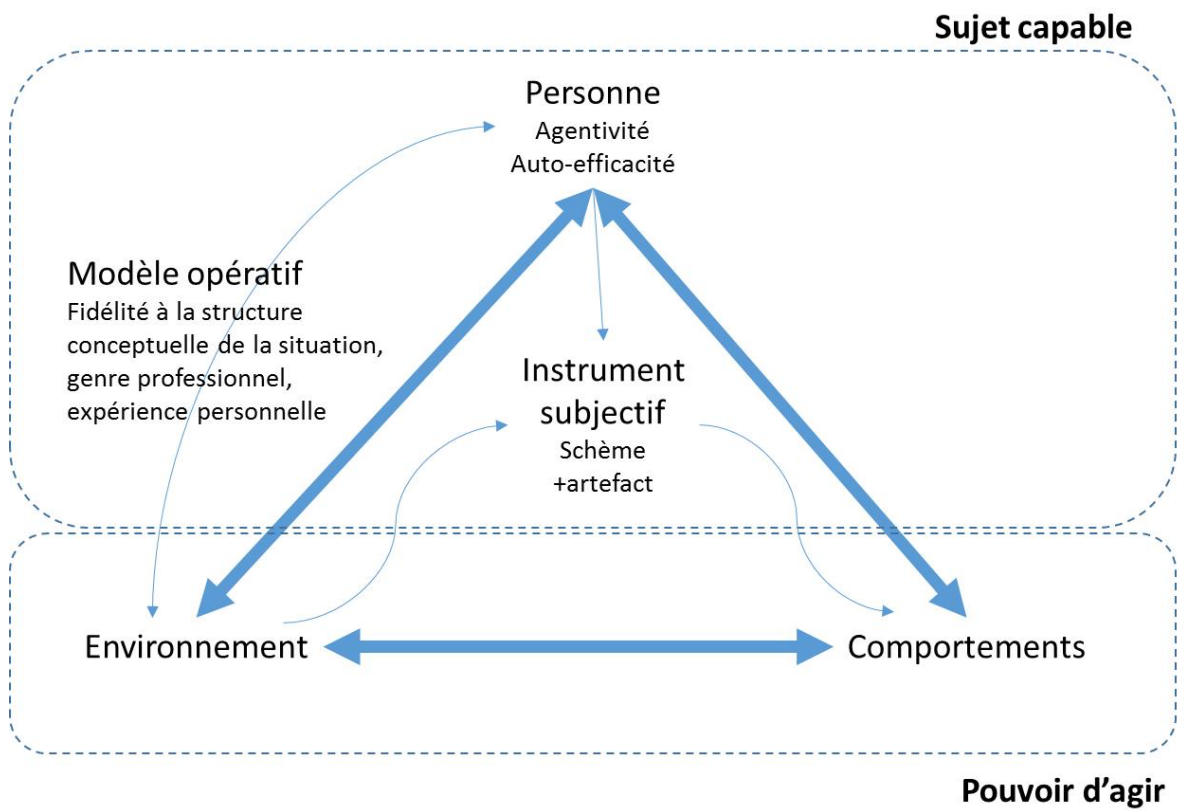 Sujet capable
Personne
Agentivité
Auto-efficacité
Modèle opératif
Fidélité à la structure
conceptuelle de la situation,
genre professionnel,
expérience personnelle
Instrument
subjectif
Schème
+artefact
Environnement
Comportements
Pouvoir d’agir